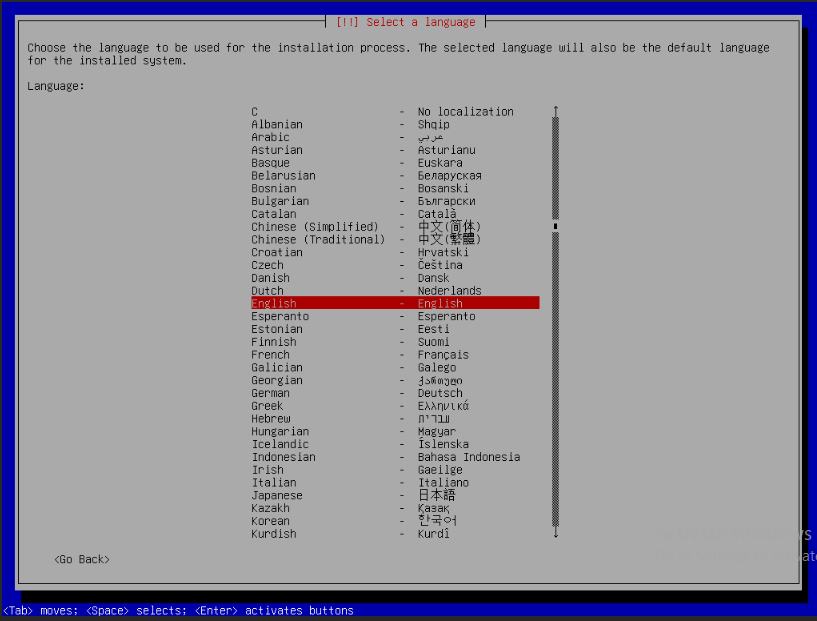 [!!] Select a language
Choose the language to be used for the installation process. The selected language will also be the default language
for the installed system.
Language:
C - No localization
Albanian - Shqip
Arabic - عربي
Asturian - Asturianu
Basque - Euskara
Belarusian - Беларуская
Bosnian - Bosanski
Bulgarian - Български
Catalan - Català
Chinese (Simplified) - 中文(简体)
Chinese (Traditional) - 中文(繁體)
Croatian - Hrvatski
Czech - Čeština
Danish - Dansk
Dutch - Nederlands
English - English
Esperanto - Esperanto
Estonian - Eesti
Finnish - Suomi
French - Français
Galician - Galego
Georgian - ქართული
German - Deutsch
Greek - Ελληνικά
Hebrew - עברית
Hungarian - Magyar
Icelandic - Íslenska
Indonesian - Bahasa Indonesia
Irish - Gaeilge
Italian - Italiano
Japanese - 日本語
Kazakh - Қазақ
Korean - 한국어
Kurdish - Kurdî
<Go Back>
<Tab> moves; <Space> selects; <Enter> activates buttons